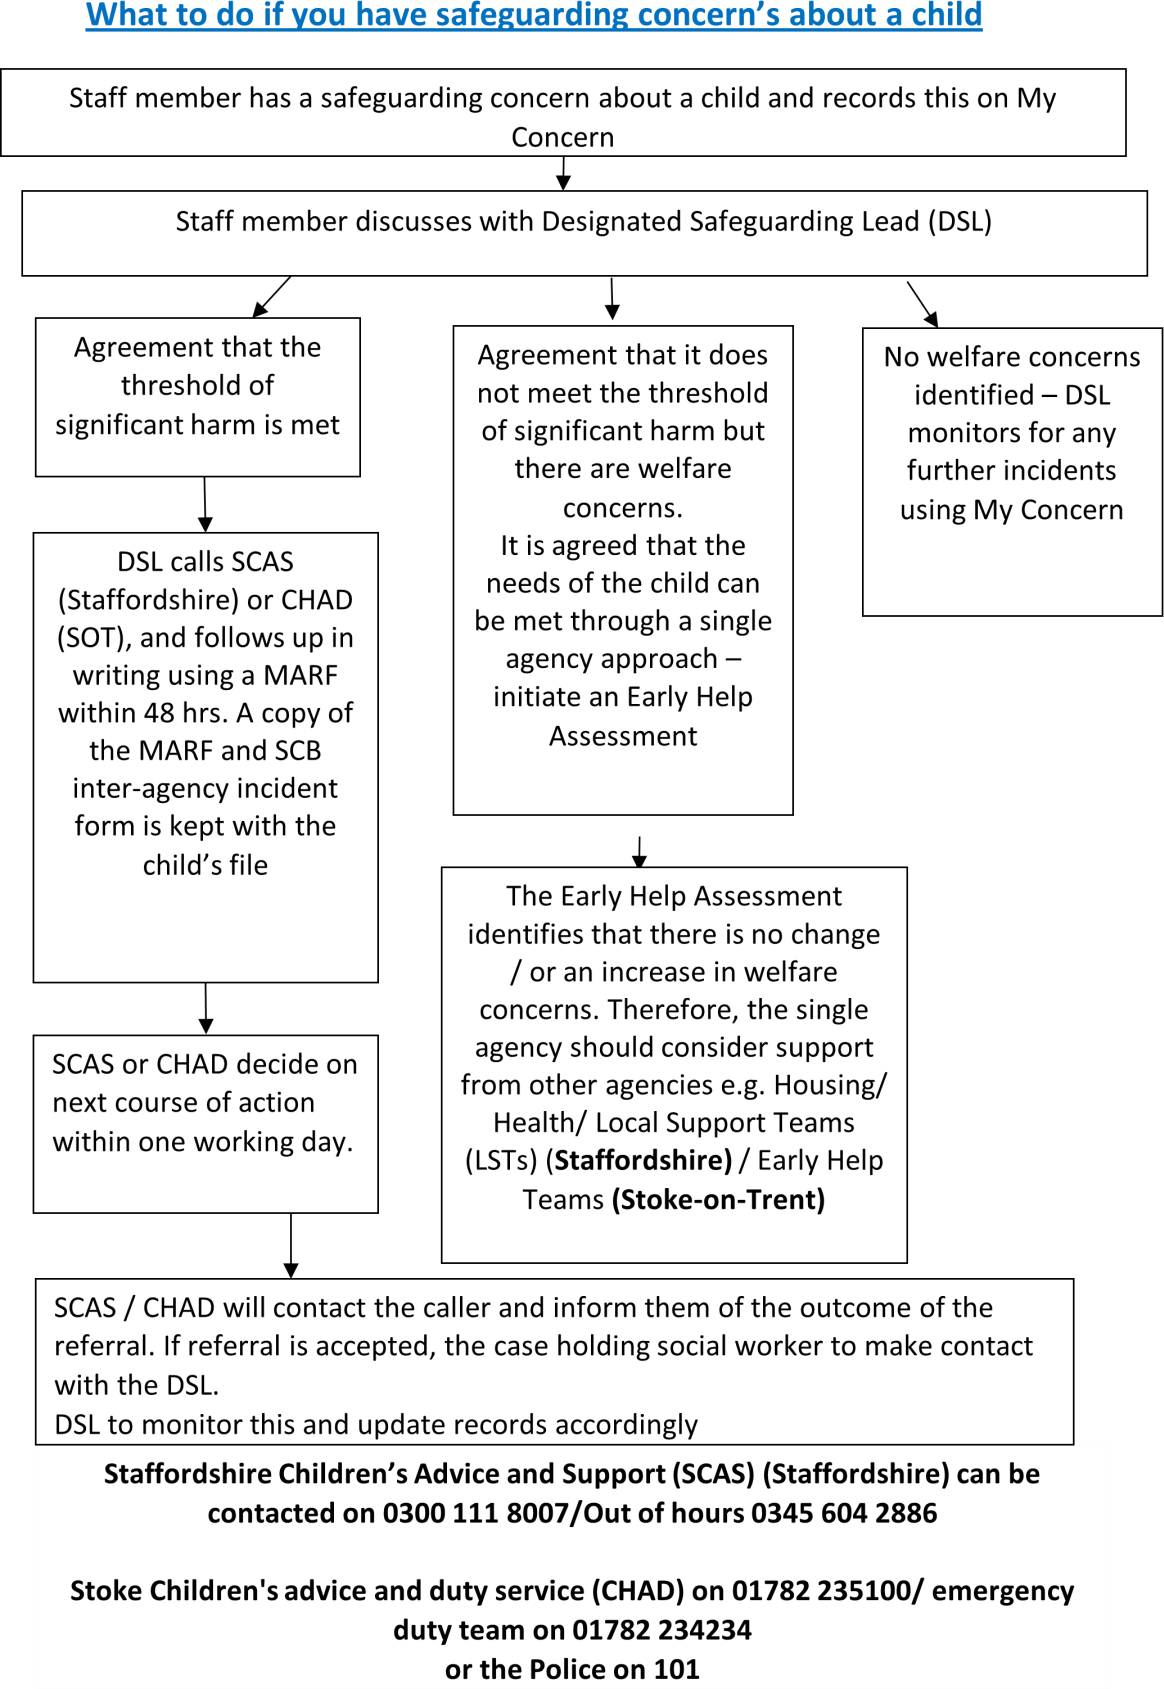 What to do if you have safeguarding concern’s about a child
Staff member has a safeguarding concern about a child and records this on My
Concern
Staff member discusses with Designated Safeguarding Lead (DSL)
Agreement that the
threshold of
significant harm is met
Agreement that it does
not meet the threshold
of significant harm but
there are welfare
concerns.
It is agreed that the
needs of the child can
be met through a single
agency approach –
initiate an Early Help
Assessment
No welfare concerns
identified – DSL
monitors for any
further incidents
using My Concern
DSL calls SCAS
(Staffordshire) or CHAD
(SOT), and follows up in
writing using a MARF
within 48 hrs. A copy of
the MARF and SCB
inter-agency incident
form is kept with the
child’s file
The Early Help Assessment
identifies that there is no change
/ or an increase in welfare
concerns. Therefore, the single
agency should consider support
from other agencies e.g. Housing/
Health/ Local Support Teams
(LSTs) (Staffordshire) / Early Help
Teams (Stoke-on-Trent)
SCAS or CHAD decide on
next course of action
within one working day.
SCAS / CHAD will contact the caller and inform them of the outcome of the
referral. If referral is accepted, the case holding social worker to make contact
with the DSL.
DSL to monitor this and update records accordingly
Staffordshire Children’s Advice and Support (SCAS) (Staffordshire) can be
contacted on 0300 111 8007/Out of hours 0345 604 2886
Stoke Children's advice and duty service (CHAD) on 01782 235100/ emergency
duty team on 01782 234234
or the Police on 101